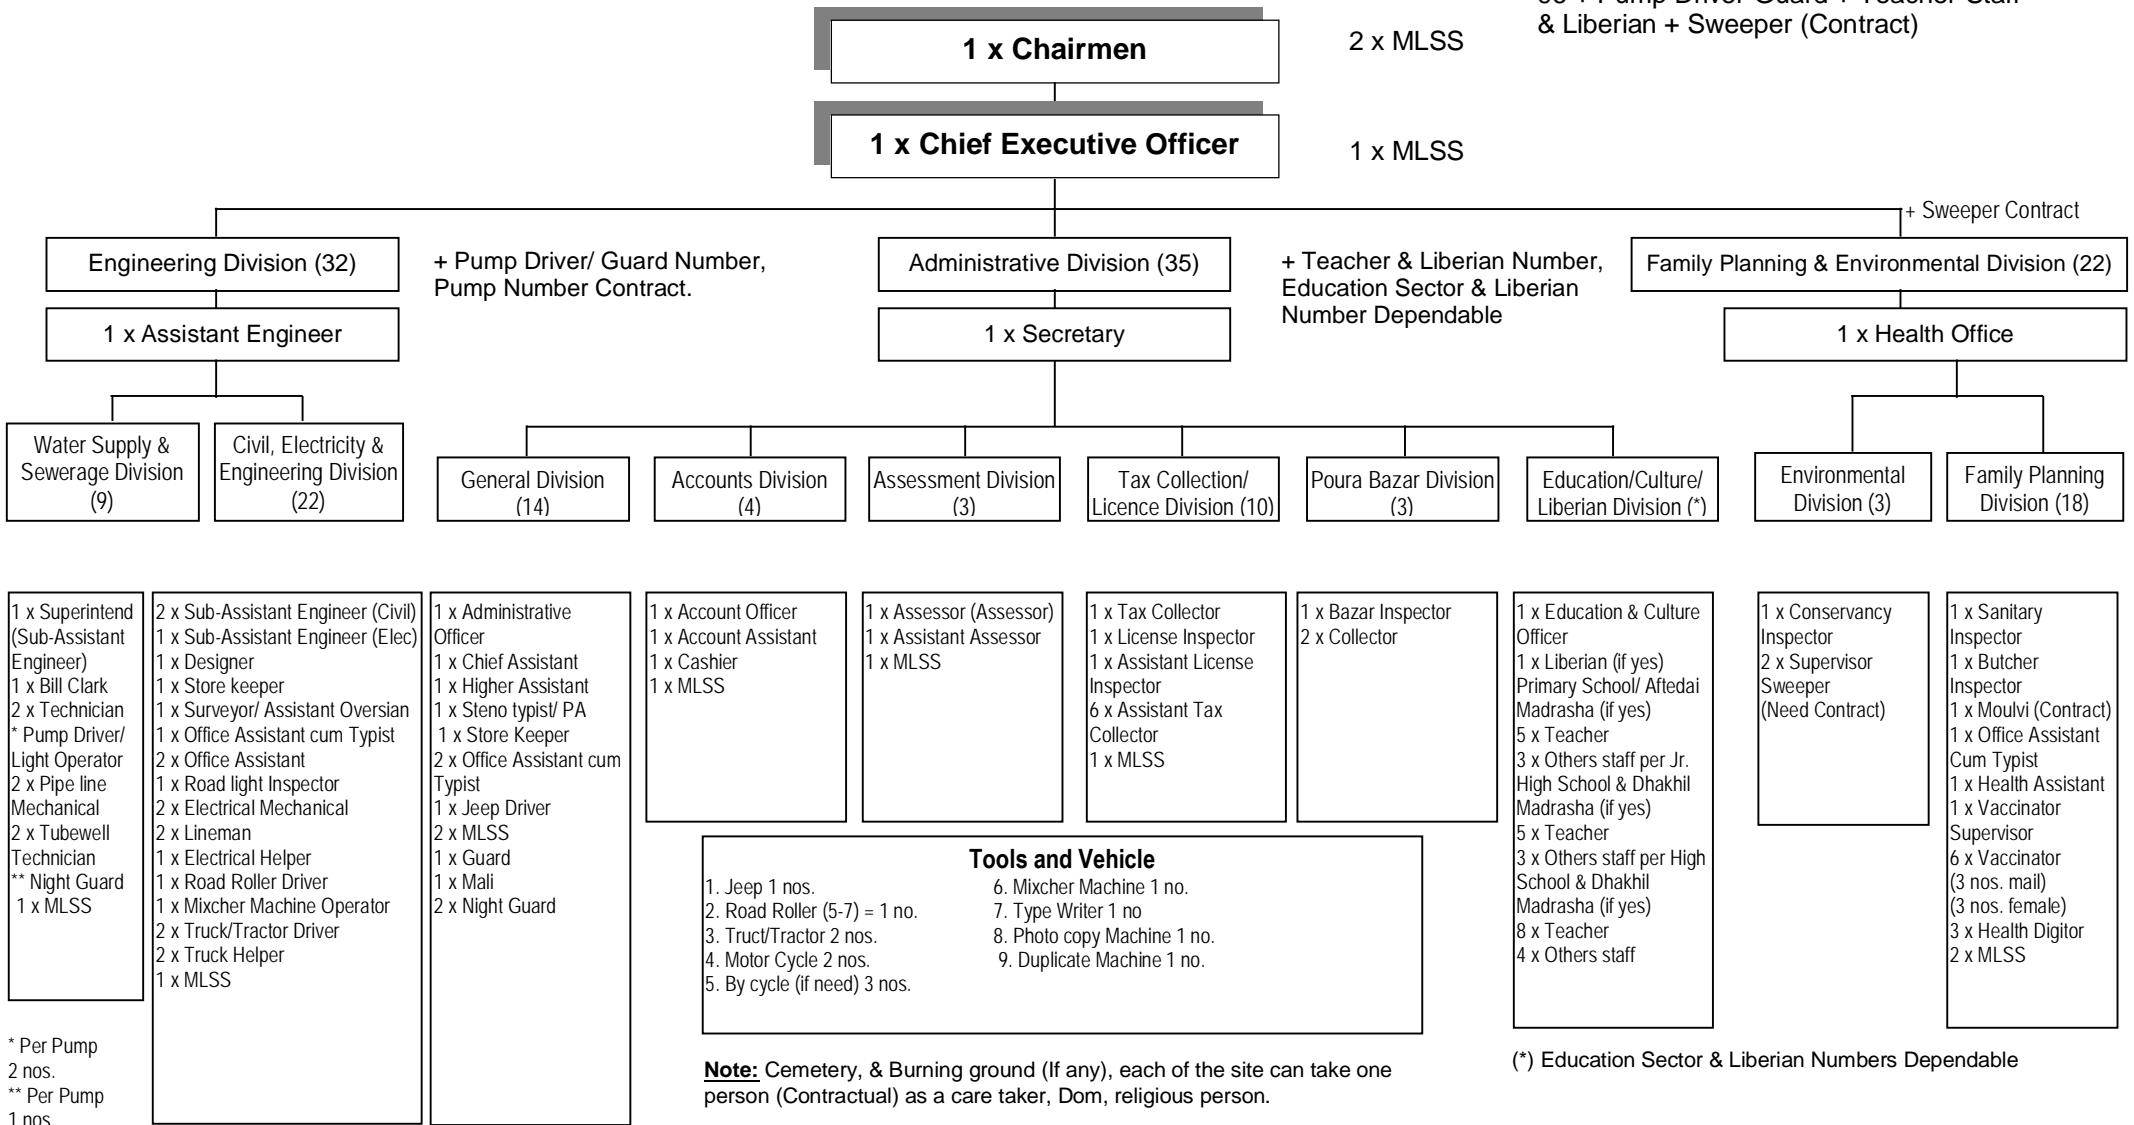 & Liberian + Sweeper (Contract)
1 x Chairmen
2 x MLSS
1 x Chief Executive Officer
1 x MLSS
+ Sweeper Contract
Engineering Division (32)
+ Pump Driver/ Guard Number,
Pump Number Contract.
Administrative Division (35)
+ Teacher & Liberian Number,
Education Sector & Liberian
Number Dependable
Family Planning & Environmental Division (22)
1 x Assistant Engineer
1 x Secretary
1 x Health Office
Water Supply &
Sewerage Division
(9)
Civil, Electricity &
Engineering Division
(22)
General Division
(14)
Accounts Division
(4)
Assessment Division
(3)
Tax Collection/
Licence Division (10)
Poura Bazar Division
(3)
Education/Culture/
Liberian Division (*)
Environmental
Division (3)
Family Planning
Division (18)
1 x Superintend
(Sub-Assistant
Engineer)
1 x Bill Clark
2 x Technician
* Pump Driver/
Light Operator
2 x Pipe line
Mechanical
2 x Tubewell
Technician
** Night Guard
1 x MLSS
2 x Sub-Assistant Engineer (Civil)
1 x Sub-Assistant Engineer (Elec)
1 x Designer
1 x Store keeper
1 x Surveyor/ Assistant Oversian
1 x Office Assistant cum Typist
2 x Office Assistant
1 x Road light Inspector
2 x Electrical Mechanical
2 x Lineman
1 x Electrical Helper
1 x Road Roller Driver
1 x Mixcher Machine Operator
2 x Truck/Tractor Driver
2 x Truck Helper
1 x MLSS
1 x Administrative
Officer
1 x Chief Assistant
1 x Higher Assistant
1 x Steno typist/ PA
1 x Store Keeper
2 x Office Assistant cum
Typist
1 x Jeep Driver
2 x MLSS
1 x Guard
1 x Mali
2 x Night Guard
1 x Account Officer
1 x Account Assistant
1 x Cashier
1 x MLSS
1 x Assessor (Assessor)
1 x Assistant Assessor
1 x MLSS
1 x Tax Collector
1 x License Inspector
1 x Assistant License
Inspector
6 x Assistant Tax
Collector
1 x MLSS
1 x Bazar Inspector
2 x Collector
1 x Education & Culture
Officer
1 x Liberian (if yes)
Primary School/ Aftedai
Madrasha (if yes)
5 x Teacher
3 x Others staff per Jr.
High School & Dhakhil
Madrasha (if yes)
5 x Teacher
3 x Others staff per High
School & Dhakhil
Madrasha (if yes)
8 x Teacher
4 x Others staff
1 x Conservancy
Inspector
2 x Supervisor
Sweeper
(Need Contract)
1 x Sanitary
Inspector
1 x Butcher
Inspector
1 x Moulvi (Contract)
1 x Office Assistant
Cum Typist
1 x Health Assistant
1 x Vaccinator
Supervisor
6 x Vaccinator
(3 nos. mail)
(3 nos. female)
3 x Health Digitor
2 x MLSS
Tools and Vehicle
1. Jeep 1 nos.
2. Road Roller (5-7) = 1 no.
3. Truct/Tractor 2 nos.
4. Motor Cycle 2 nos.
5. By cycle (if need) 3 nos.
6. Mixcher Machine 1 no.
7. Type Writer 1 no
8. Photo copy Machine 1 no.
9. Duplicate Machine 1 no.
* Per Pump
2 nos.
** Per Pump
1 nos.
Note: Cemetery, & Burning ground (If any), each of the site can take one
person (Contractual) as a care taker, Dom, religious person.
(*) Education Sector & Liberian Numbers Dependable